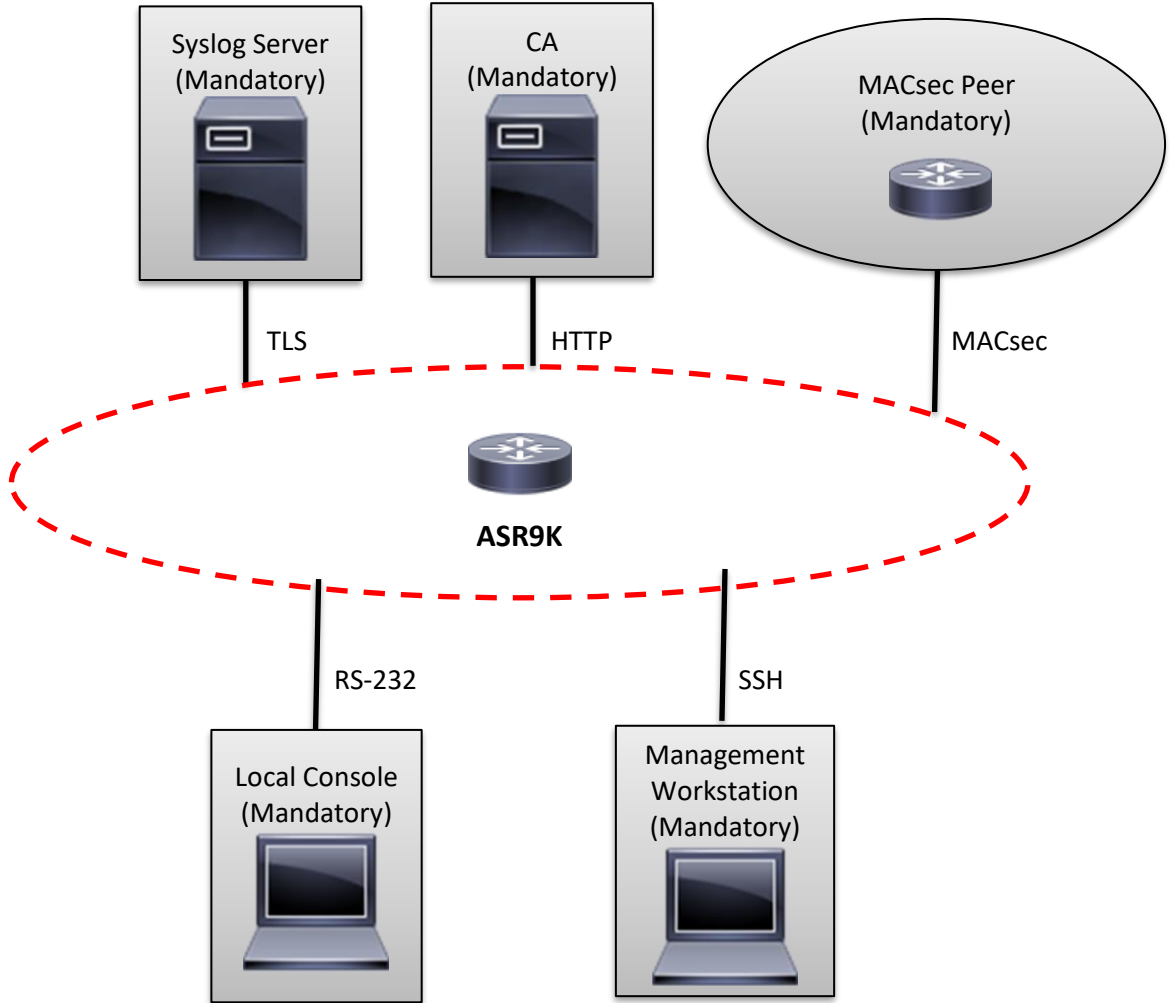 Syslog Server
(Mandatory)
CA
(Mandatory)
MACsec Peer
(Mandatory)
TLS
HTTP
MACsec
ASR9K
RS-232
SSH
Local Console
(Mandatory)
Management
Workstation
(Mandatory)